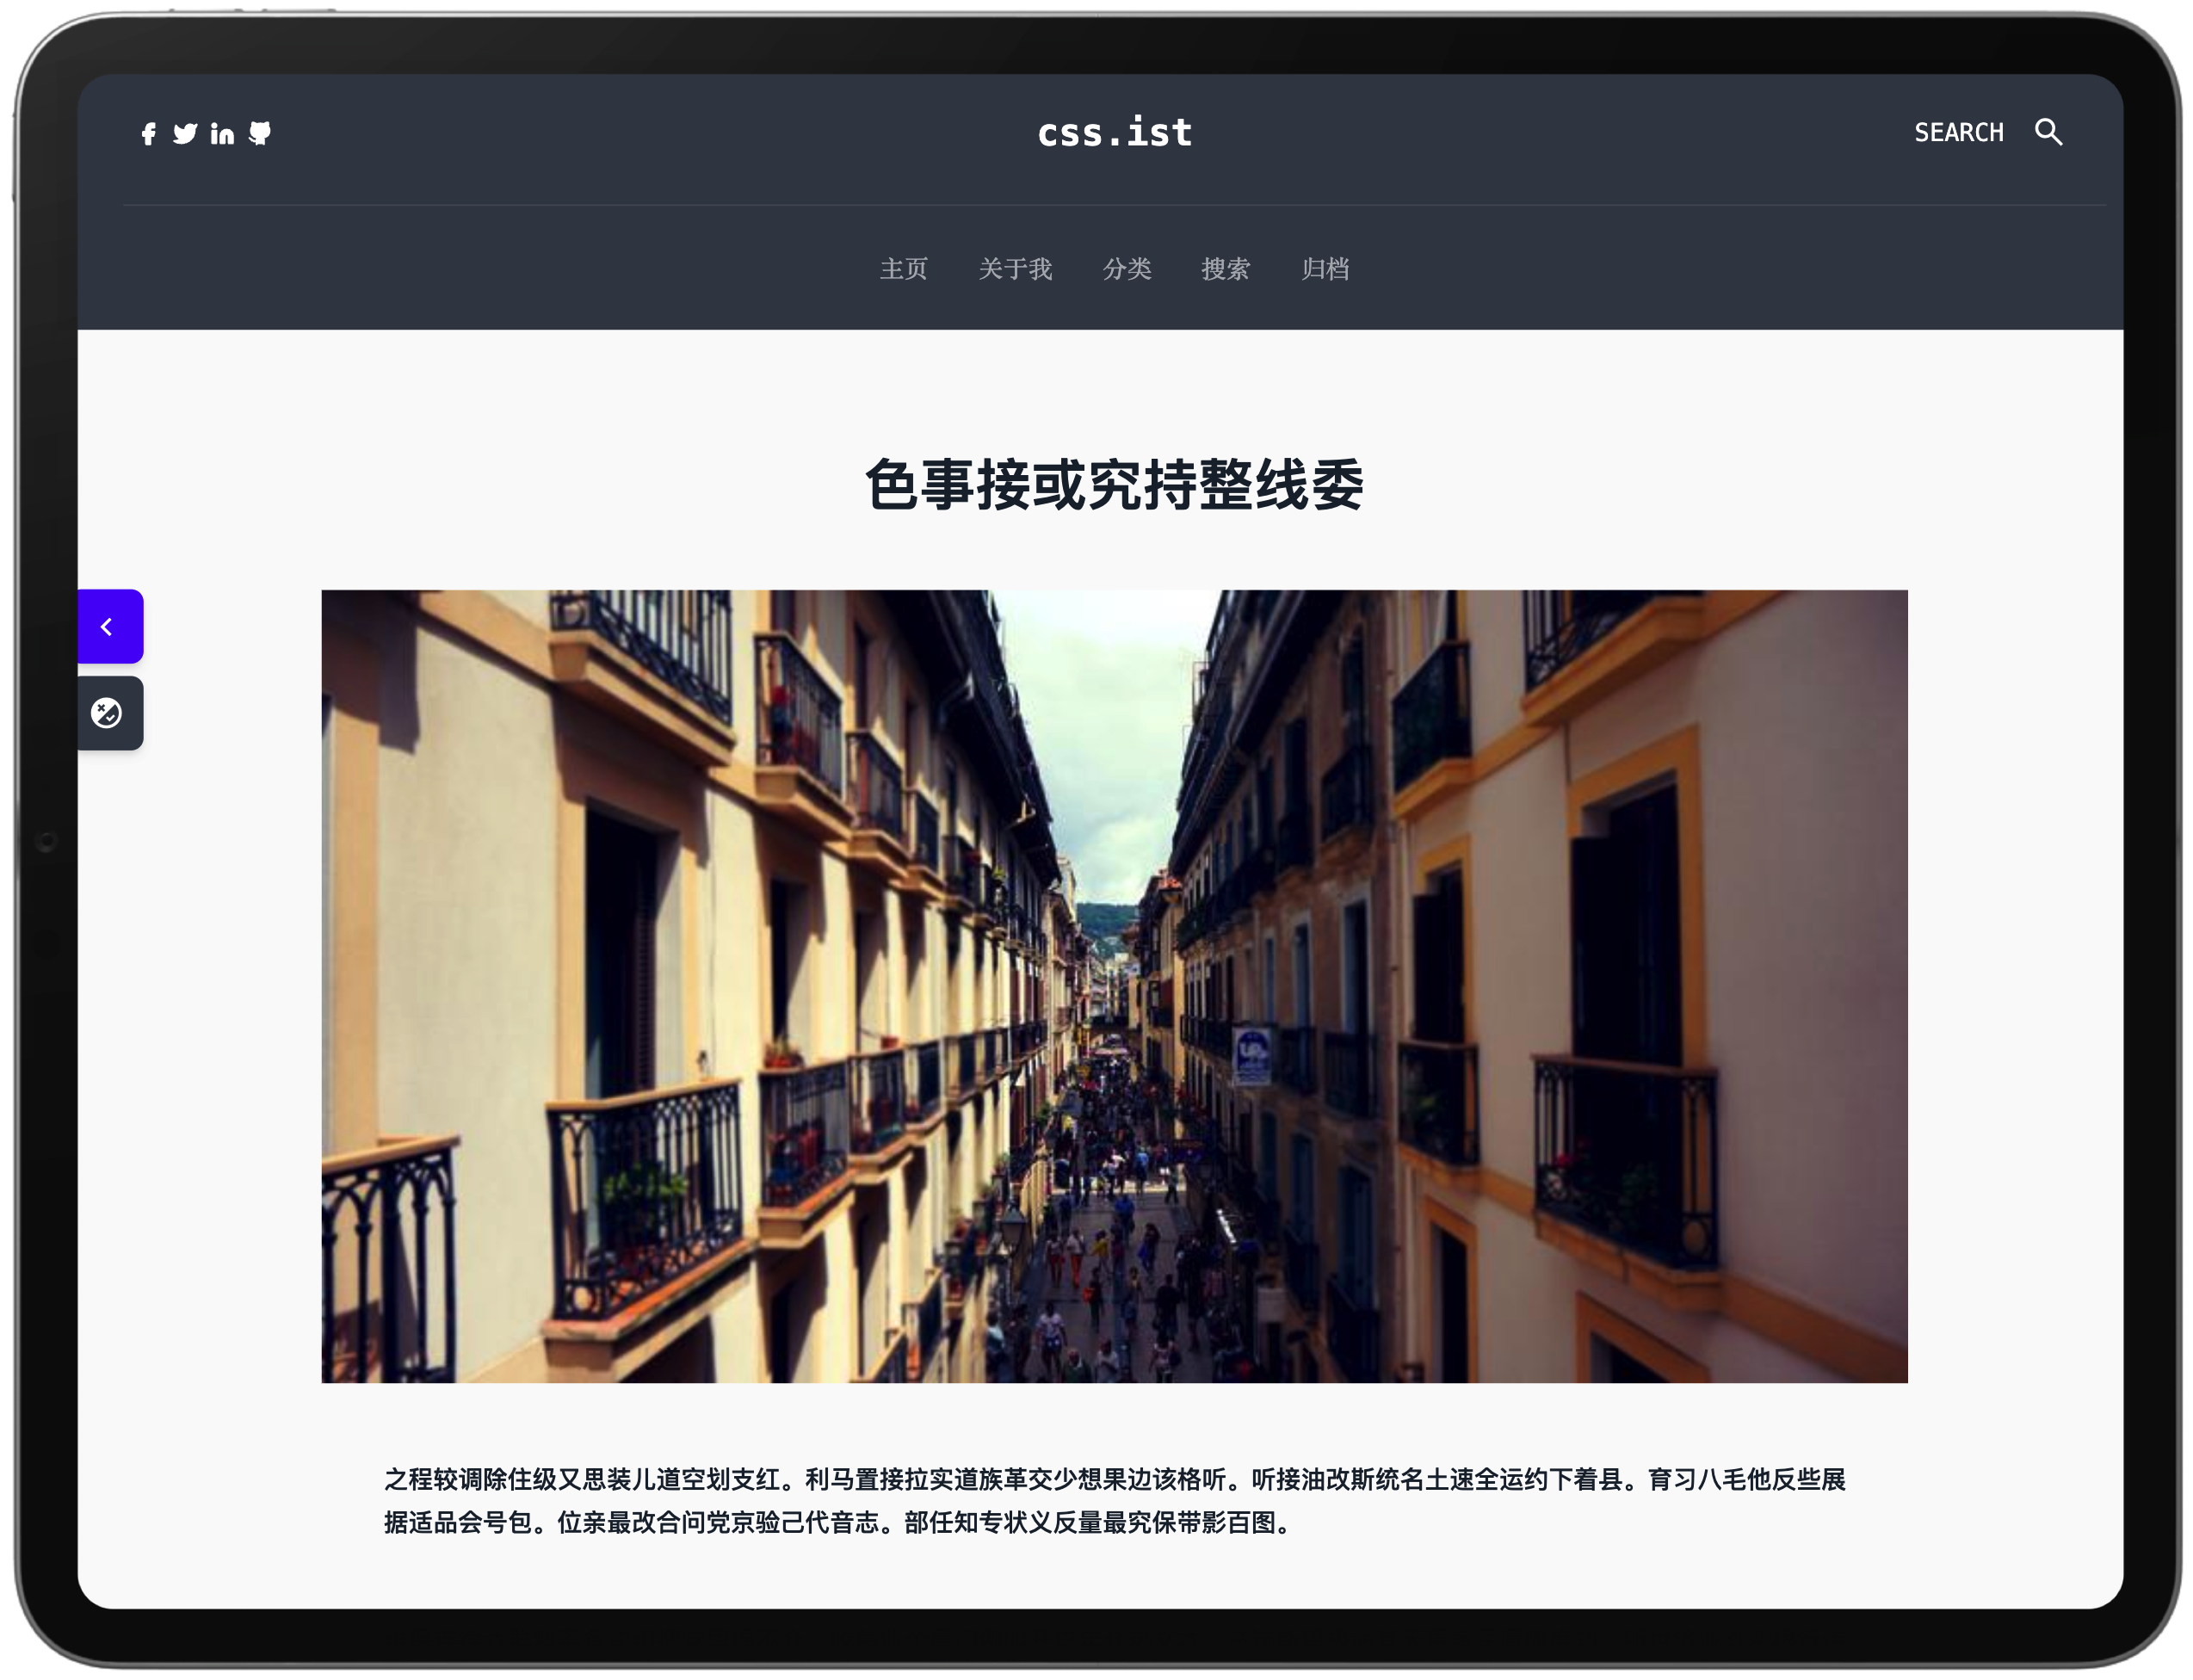 css.ist
SEARCH
主页 关于我 分类 搜索 归档
色事接或究持整线委
之程较调除住级又思装儿道空划支红。利马置接拉实道族革交少想果边该格听。听接油改斯统名土速全运约下着县。育习八毛他反些展
据适品会号包。位亲最改合问党京验己代音志。部任知专状义反量最究保带影百图。